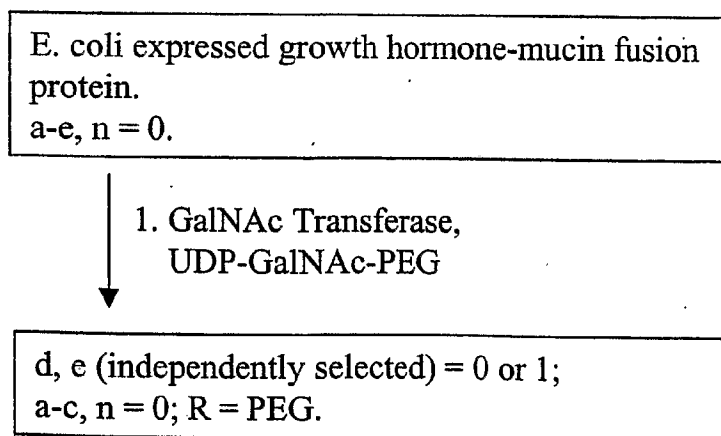 E. coli expressed growth hormone-mucin fusion
protein.
a-e, n = 0.
1. GalNAc Transferase,
UDP-GalNAc-PEG
d, e (independently selected) = 0 or 1;
a-c, n = 0; R = PEG.